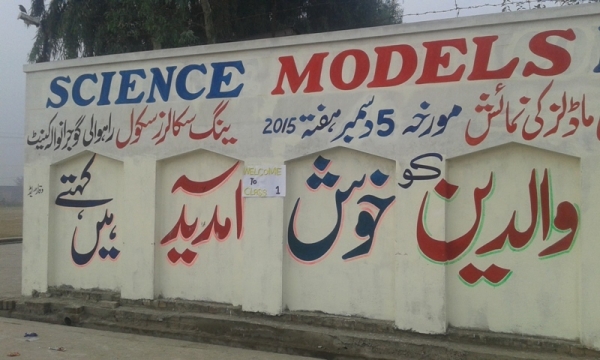 SCIENCE MODELS
ماڈلز کی نمائش مورخہ 5 دسمبر ہفتہ 2015
ینگ سکالرز سکول راہوالی گوجرانوالہ کینٹ
والدین کو خوش آمدید کہتے ہیں
WELCOME
To
CLASS 1